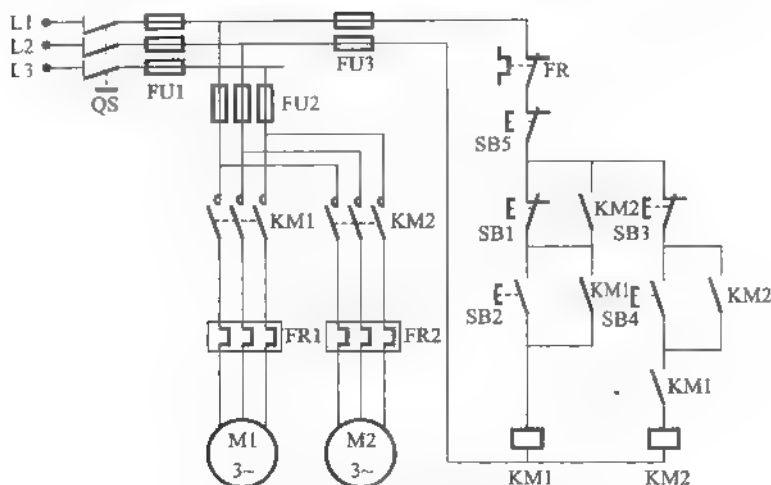 L1
L2
L3
QS
FU1
FU2
FU3
FR
SB5
SB1
KM2
SB3
SB2
KM1
SB4
KM2
KM1
KM1
KM2
FR1
FR2
M1
3~
M2
3~
KM1
KM2